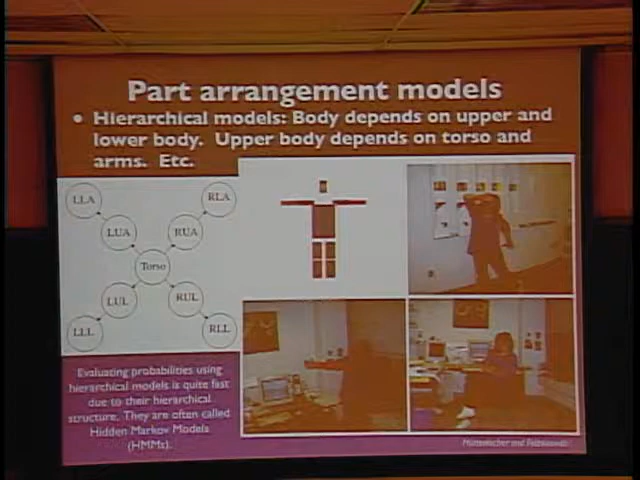 Part arrangement models
• Hierarchical models: Body depends on upper and
lower body. Upper body depends on torso and
arms. Etc.
LLA
RLA
LUA
RUA
Torso
LUL
RUL
LLL
RLL
Evaluating probabilities using
hierarchical models is quite fast
due to their hierarchical
structure. They are often called
Hidden Markov Models
(HMMs).